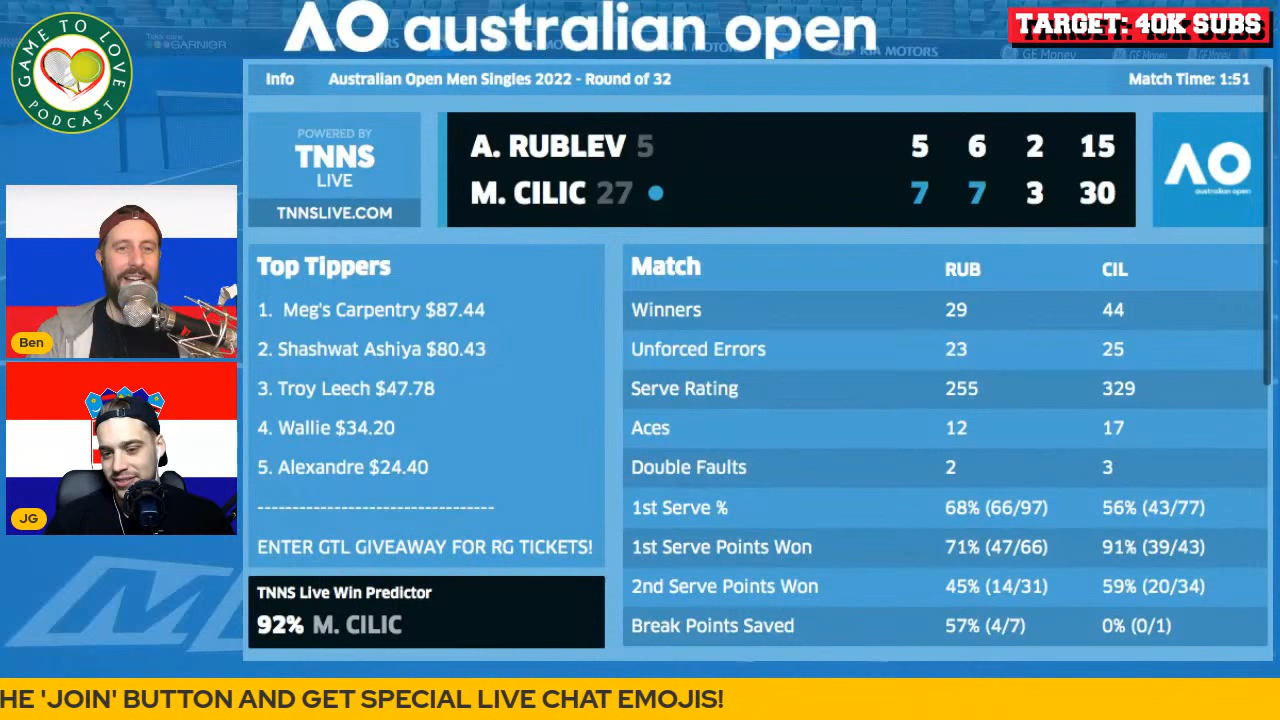 GAME TO LOVE
PODCAST
AO australian open
TARGET: 40K SUBS
Info Australian Open Men Singles 2022 - Round of 32 Match Time: 1:51
POWERED BY
TNNS
LIVE
TNNSLIVE.COM
A. RUBLEV 5 5 6 2 15
M. CILIC 27 7 7 3 30
AO
australian open
Top Tippers
1. Meg's Carpentry $87.44
2. Shashwat Ashiya $80.43
3. Troy Leech $47.78
4. Wallie $34.20
5. Alexandre $24.40
----------------------------------
ENTER GTL GIVEAWAY FOR RG TICKETS!
TNNS Live Win Predictor
92% M. CILIC
Match RUB CIL
Winners 29 44
Unforced Errors 23 25
Serve Rating 255 329
Aces 12 17
Double Faults 2 3
1st Serve % 68% (66/97) 56% (43/77)
1st Serve Points Won 71% (47/66) 91% (39/43)
2nd Serve Points Won 45% (14/31) 59% (20/34)
Break Points Saved 57% (4/7) 0% (0/1)
Ben
JG
GARNIER
KIA MOTORS
GE Money
HE 'JOIN' BUTTON AND GET SPECIAL LIVE CHAT EMOJIS!